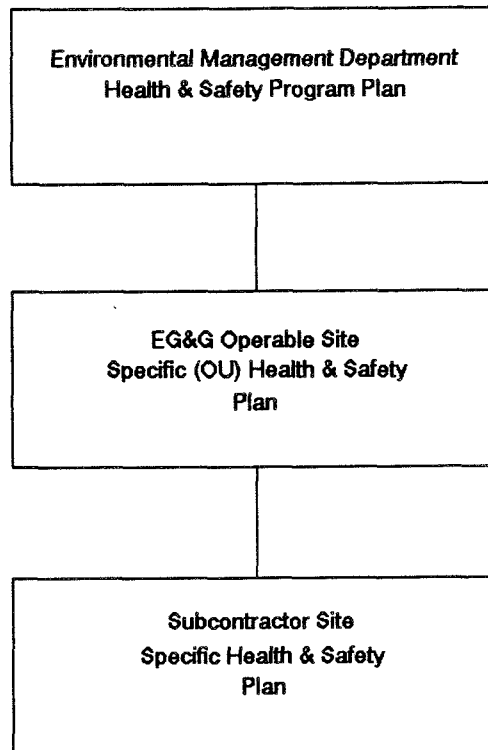 Environmental Management Department
Health & Safety Program Plan
EG&G Operable Site
Specific (OU) Health & Safety
Plan
Subcontractor Site
Specific Health & Safety
Plan